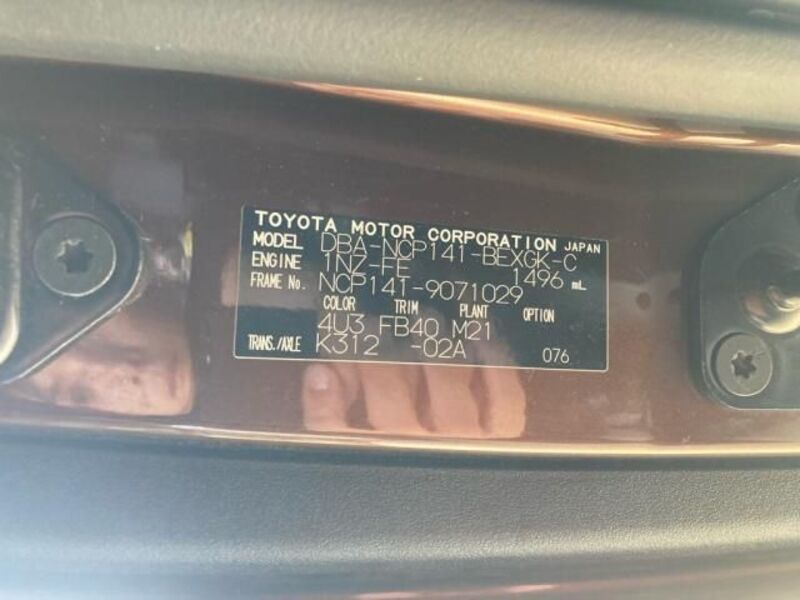 TOYOTA MOTOR CORPORATION JAPAN
MODEL DBA-NCP141-BEXGK-C
ENGINE 1NZ-FE 1496 mL
FRAME No. NCP141-9071029
COLOR TRIM PLANT OPTION
4U3 FB40 M21
TRANS./AXLE K312 -02A 076